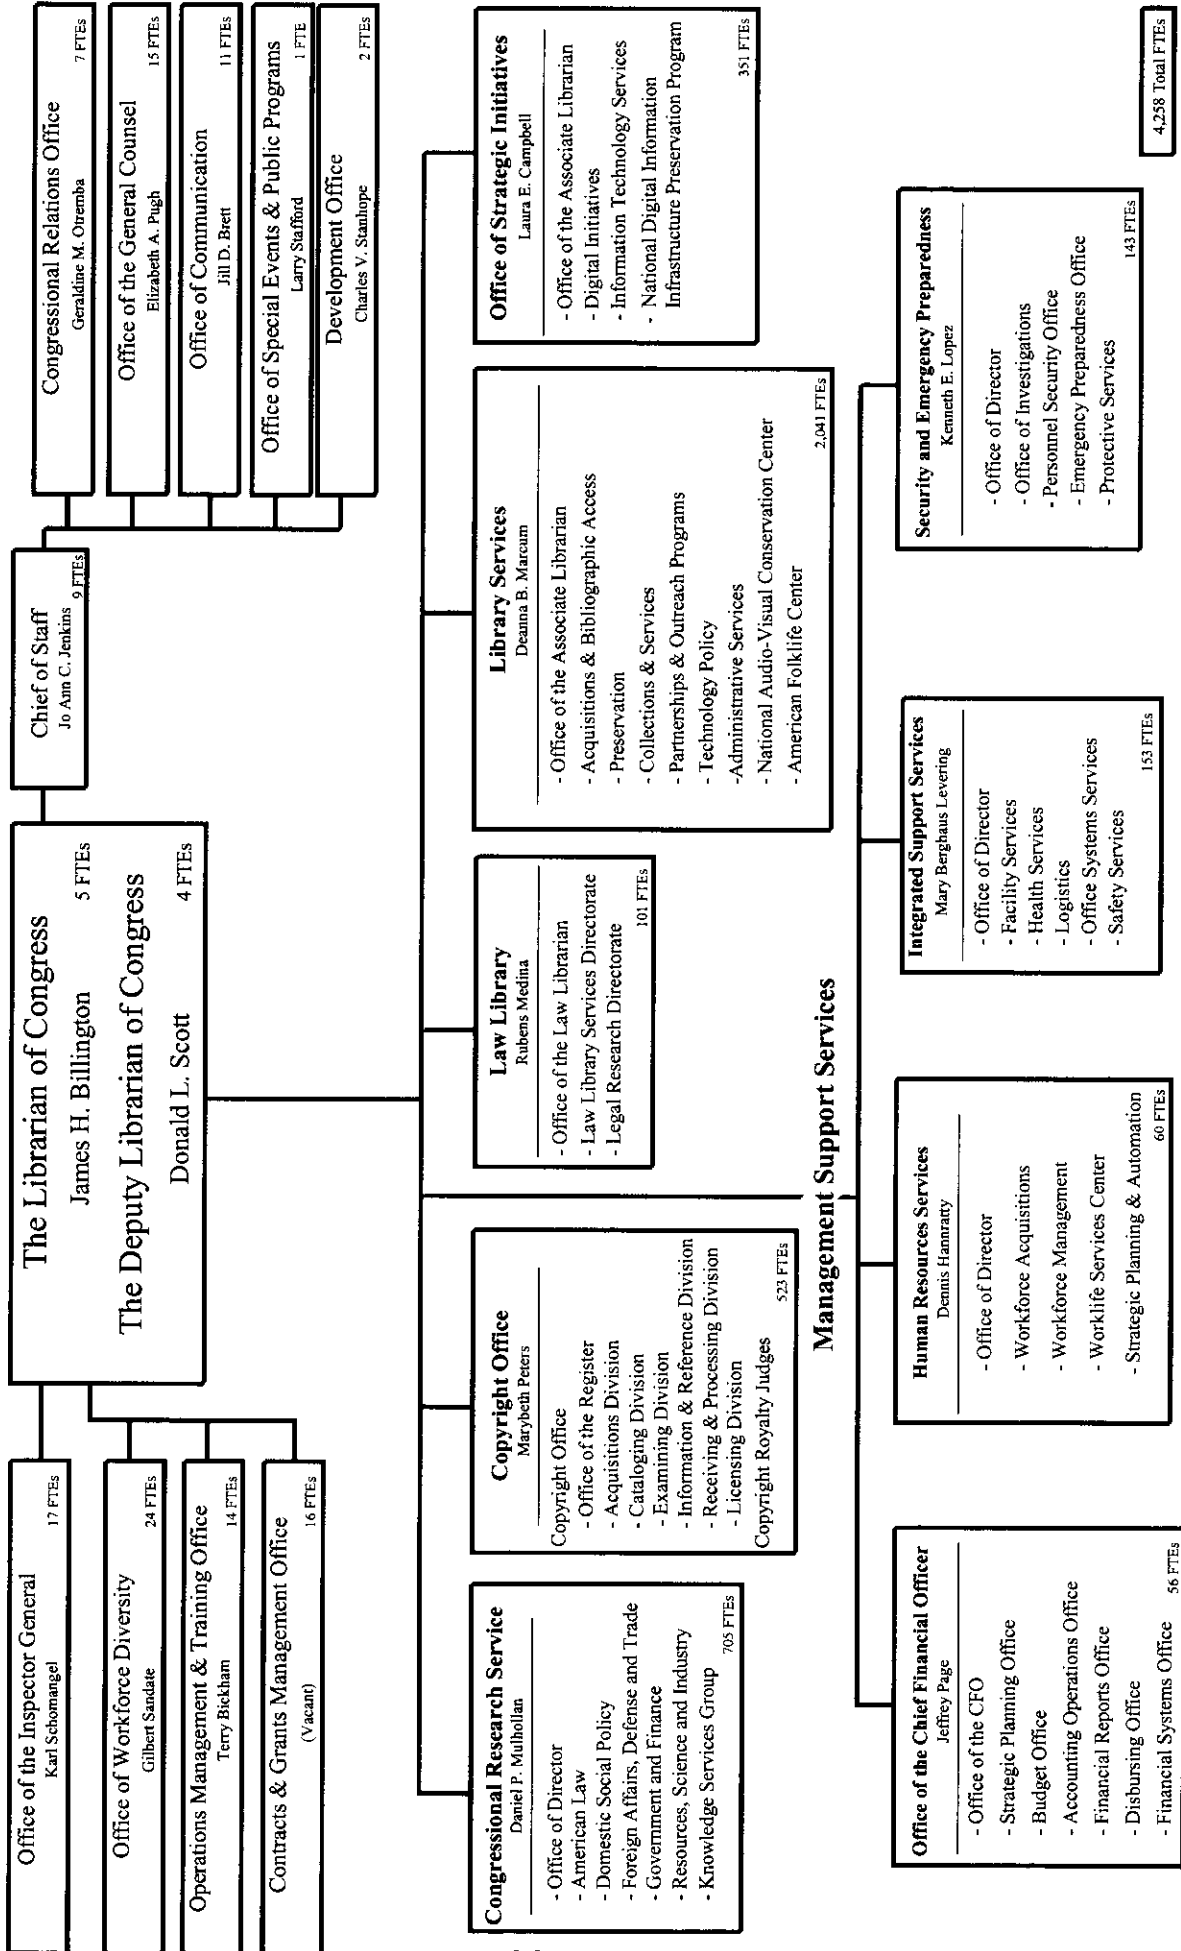 The Librarian of Congress
James H. Billington 5 FTEs
The Deputy Librarian of Congress
Donald L. Scott 4 FTEs
Office of the Inspector General
Karl Schornangel 17 FTEs
Office of Workforce Diversity
Gilbert Sandate 24 FTEs
Operations Management & Training Office
Terry Bickham 14 FTEs
Contracts & Grants Management Office
(Vacant) 16 FTEs
Chief of Staff
Jo Ann C. Jenkins 9 FTEs
Congressional Relations Office
Geraldine M. Otremba 7 FTEs
Office of the General Counsel
Elizabeth A. Pugh 15 FTEs
Office of Communication
Jill D. Brett 11 FTEs
Office of Special Events & Public Programs
Larry Stafford 1 FTE
Development Office
Charles V. Stanhope 2 FTEs
Congressional Research Service
Daniel P. Mulhollan
- Office of Director
- American Law
- Domestic Social Policy
- Foreign Affairs, Defense and Trade
- Government and Finance
- Resources, Science and Industry
- Knowledge Services Group
705 FTEs
Copyright Office
Marybeth Peters
Copyright Office
- Office of the Register
- Acquisitions Division
- Cataloging Division
- Examining Division
- Information & Reference Division
- Receiving & Processing Division
- Licensing Division
Copyright Royalty Judges
523 FTEs
Law Library
Rubens Medina
- Office of the Law Librarian
- Law Library Services Directorate
- Legal Research Directorate
101 FTEs
Library Services
Deanna B. Marcum
- Office of the Associate Librarian
- Acquisitions & Bibliographic Access
- Preservation
- Collections & Services
- Partnerships & Outreach Programs
- Technology Policy
-Administrative Services
- National Audio-Visual Conservation Center
- American Folklife Center
2,041 FTEs
Office of Strategic Initiatives
Laura E. Campbell
- Office of the Associate Librarian
- Digital Initiatives
- Information Technology Services
- National Digital Information
Infrastructure Preservation Program
351 FTEs
Management Support Services
Office of the Chief Financial Officer
Jeffrey Page
- Office of the CFO
- Strategic Planning Office
- Budget Office
- Accounting Operations Office
- Financial Reports Office
- Disbursing Office
- Financial Systems Office
56 FTEs
Human Resources Services
Dennis Hanratty
- Office of Director
- Workforce Acquisitions
- Workforce Management
- Worklife Services Center
- Strategic Planning & Automation
60 FTEs
Integrated Support Services
Mary Berghaus Levering
- Office of Director
- Facility Services
- Health Services
- Logistics
- Office Systems Services
- Safety Services
153 FTEs
Security and Emergency Preparedness
Kenneth E. Lopez
- Office of Director
- Office of Investigations
- Personnel Security Office
- Emergency Preparedness Office
- Protective Services
143 FTEs
4,258 Total FTEs